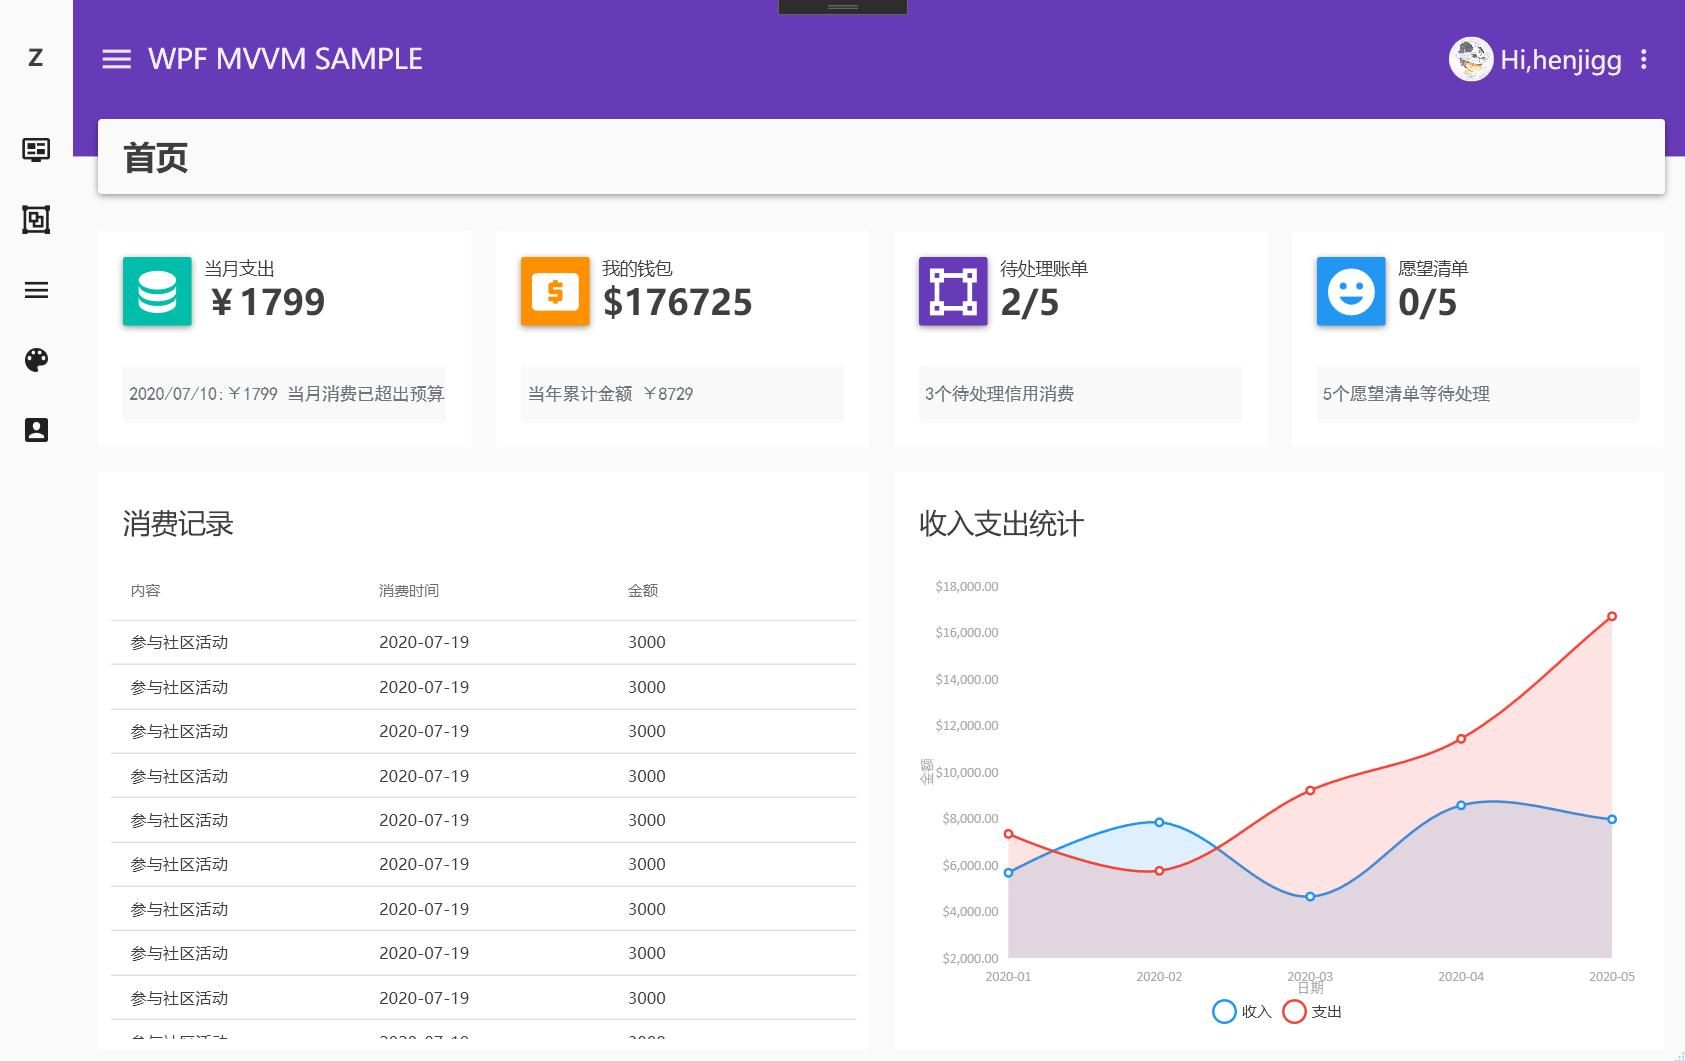 Z
WPF MVVM SAMPLE
Hi,henjigg
首页
当月支出
￥1799
2020/07/10:￥1799 当月消费已超出预算
我的钱包
$176725
当年累计金额 ￥8729
待处理账单
2/5
3个待处理信用消费
愿望清单
0/5
5个愿望清单等待处理
消费记录
内容 消费时间 金额
参与社区活动 2020-07-19 3000
参与社区活动 2020-07-19 3000
参与社区活动 2020-07-19 3000
参与社区活动 2020-07-19 3000
参与社区活动 2020-07-19 3000
参与社区活动 2020-07-19 3000
参与社区活动 2020-07-19 3000
参与社区活动 2020-07-19 3000
参与社区活动 2020-07-19 3000
收入支出统计
$18,000.00
$16,000.00
$14,000.00
$12,000.00
$10,000.00
$8,000.00
$6,000.00
$4,000.00
$2,000.00
金额
2020-01 2020-02 2020-03 2020-04 2020-05
日期
收入 支出